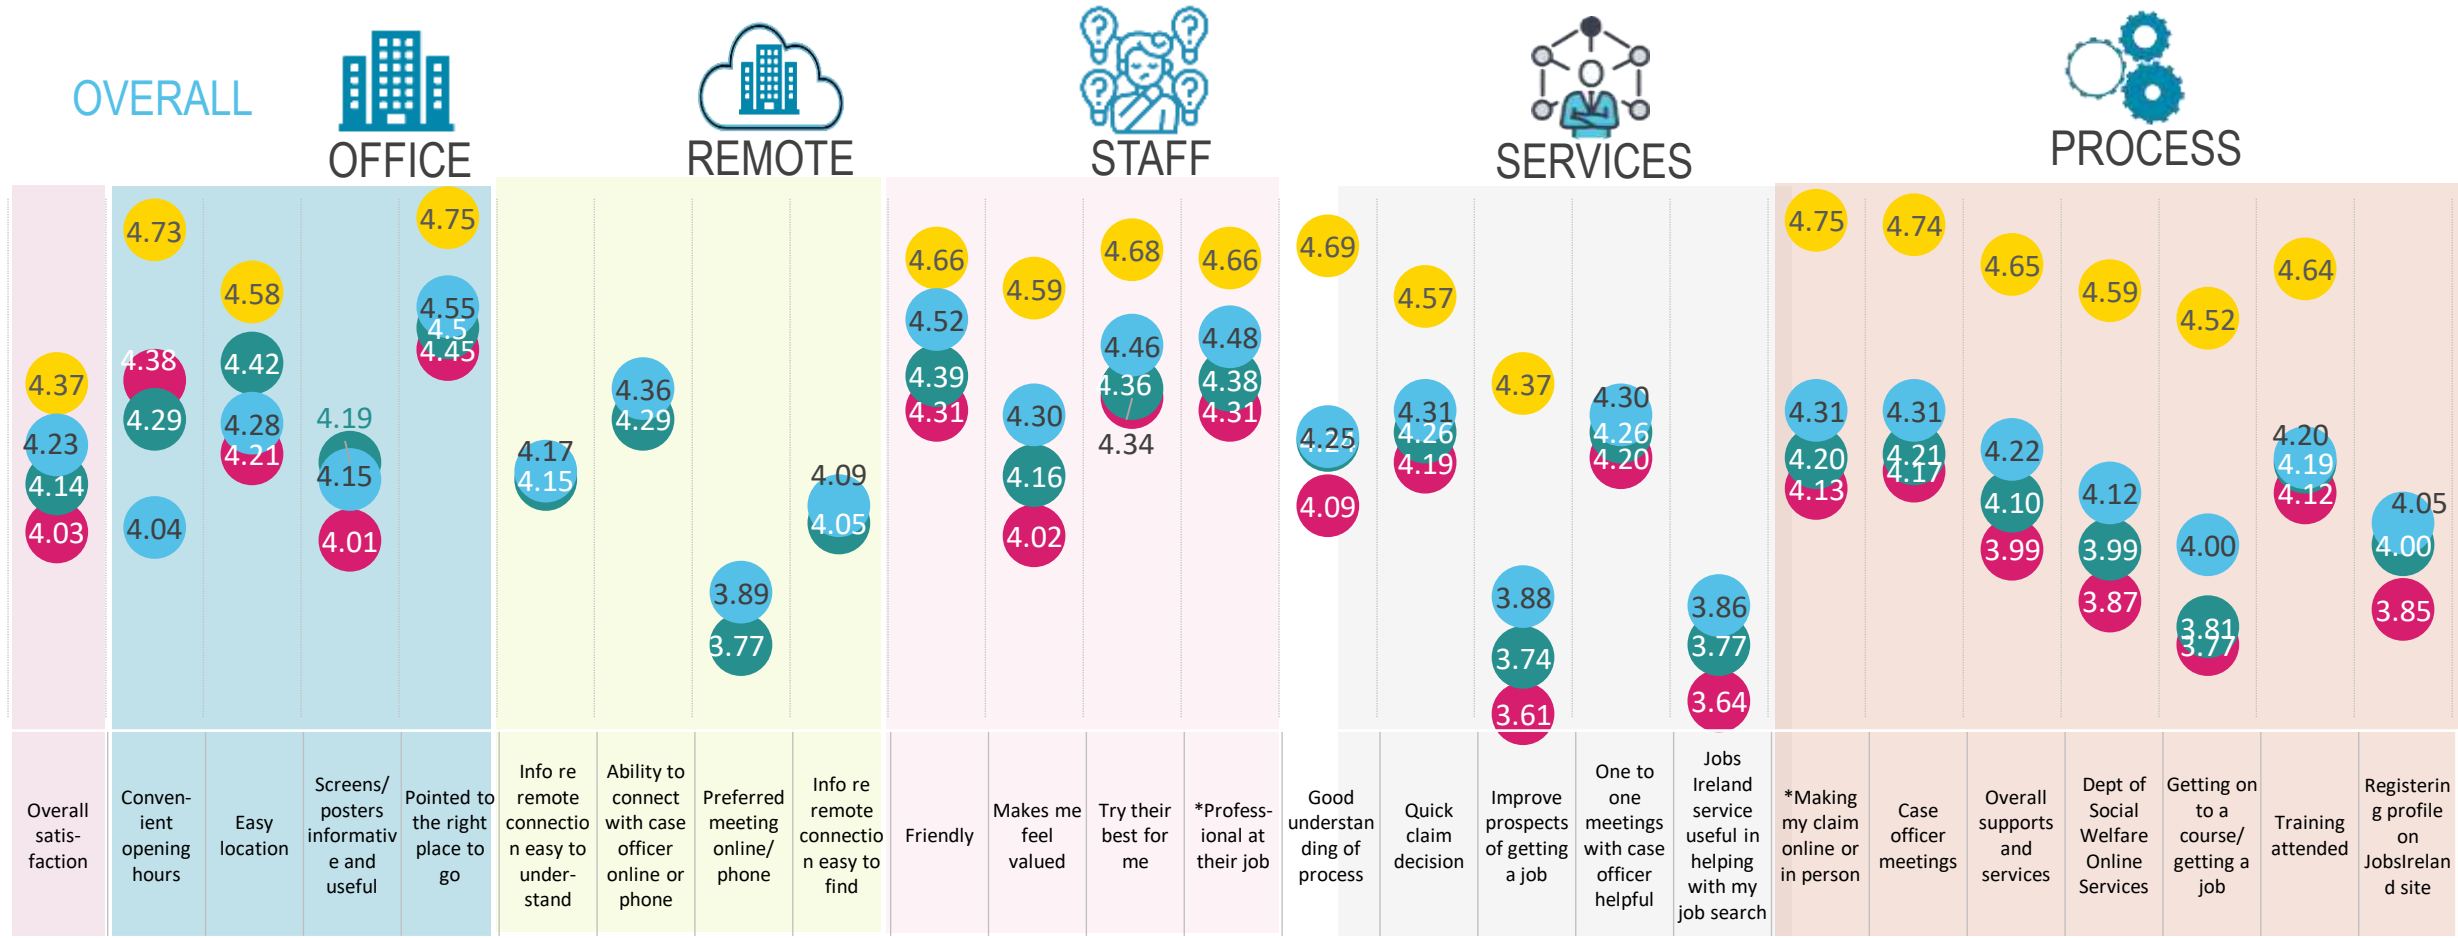 OVERALL
OFFICE
REMOTE
STAFF
SERVICES
PROCESS
4.37
4.23
4.14
4.03
4.73
4.38
4.29
4.04
4.58
4.42
4.28
4.21
4.19
4.15
4.01
4.75
4.55
4.5
4.45
4.17
4.15
4.36
4.29
3.89
3.77
4.09
4.05
4.66
4.52
4.39
4.31
4.59
4.30
4.16
4.02
4.68
4.46
4.36
4.34
4.66
4.48
4.38
4.31
4.69
4.25
4.24
4.09
4.57
4.31
4.26
4.19
4.37
3.88
3.74
3.61
4.30
4.26
4.20
3.86
3.77
3.64
4.75
4.31
4.20
4.13
4.74
4.31
4.21
4.17
4.65
4.22
4.10
3.99
4.59
4.12
3.99
3.87
4.52
4.00
3.81
3.77
4.64
4.20
4.19
4.12
4.05
4.00
3.85
Overall
satis-
faction
Conven-
ient
opening
hours
Easy
location
Screens/
posters
informativ
e and
useful
Pointed to
the right
place to
go
Info re
remote
connectio
n easy to
under-
stand
Ability to
connect
with case
officer
online or
phone
Preferred
meeting
online/
phone
Info re
remote
connectio
n easy to
find
Friendly
Makes me
feel
valued
Try their
best for
me
*Profess-
ional at
their job
Good
understan
ding of
process
Quick
claim
decision
Improve
prospects
of getting
a job
One to
one
meetings
with case
officer
helpful
Jobs
Ireland
service
useful in
helping
with my
job search
*Making
my claim
online or
in person
Case
officer
meetings
Overall
supports
and
services
Dept of
Social
Welfare
Online
Services
Getting on
to a
course/
getting a
job
Training
attended
Registerin
g profile
on
JobsIrelan
d site